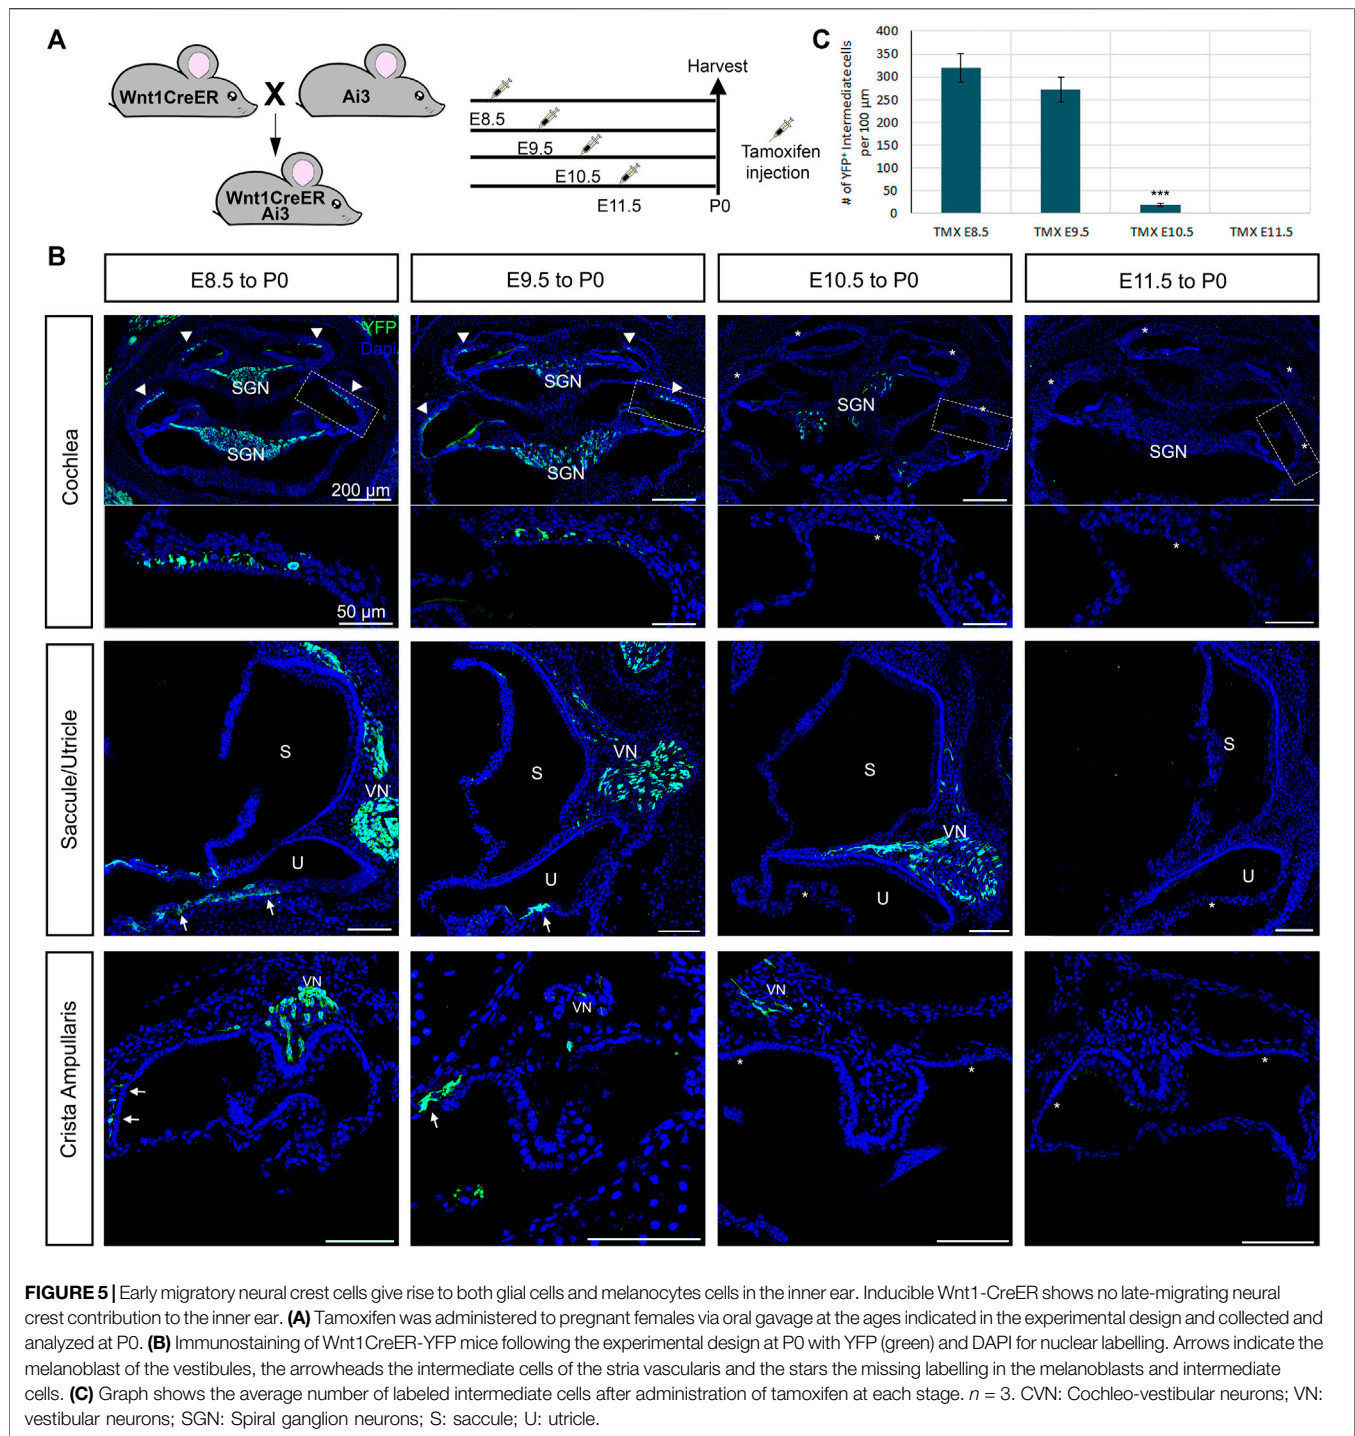 A
Wnt1CreER
X
Ai3
Wnt1CreER
Ai3
Harvest
E8.5
E9.5
E10.5
E11.5
P0
Tamoxifen
injection
C
# of YFP+ Intermediate cells
per 100 µm
400
350
300
250
200
150
100
50
0
***
TMX E8.5
TMX E9.5
TMX E10.5
TMX E11.5
B
E8.5 to P0
E9.5 to P0
E10.5 to P0
E11.5 to P0
Cochlea
YFP
Dapi
SGN
SGN
200 µm
SGN
SGN
*
*
*
SGN
*
*
*
*
*
SGN
50 µm
*
*
Saccule/Utricle
S
VN
U
S
VN
U
S
VN
*
U
S
U
*
Crista Ampullaris
VN
VN
VN
*
*
*
*
FIGURE 5 | Early migratory neural crest cells give rise to both glial cells and melanocytes cells in the inner ear. Inducible Wnt1-CreER shows no late-migrating neural
crest contribution to the inner ear. (A) Tamoxifen was administered to pregnant females via oral gavage at the ages indicated in the experimental design and collected and
analyzed at P0. (B) Immunostaining of Wnt1CreER-YFP mice following the experimental design at P0 with YFP (green) and DAPI for nuclear labelling. Arrows indicate the
melanoblast of the vestibules, the arrowheads the intermediate cells of the stria vascularis and the stars the missing labelling in the melanoblasts and intermediate
cells. (C) Graph shows the average number of labeled intermediate cells after administration of tamoxifen at each stage. n = 3. CVN: Cochleo-vestibular neurons; VN:
vestibular neurons; SGN: Spiral ganglion neurons; S: saccule; U: utricle.